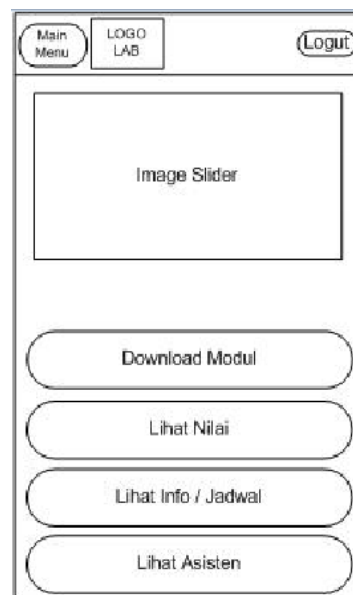 Main
Menu
LOGO
LAB
Logut
Image Slider
Download Modul
Lihat Nilai
Lihat Info / Jadwal
Lihat Asisten